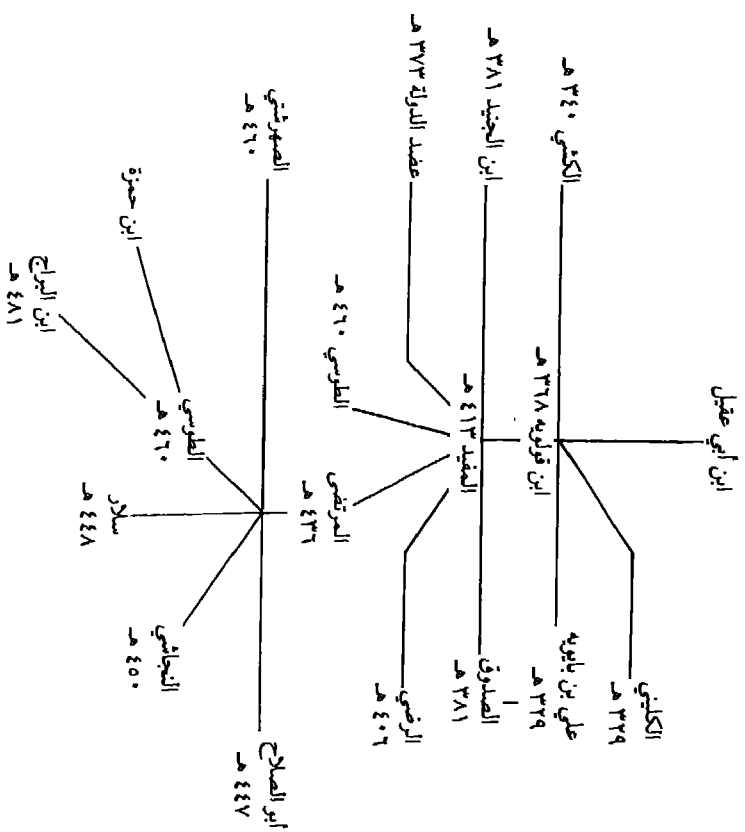 ابن أبي عقيل
الكليني
٣٢٩ هـ
علي بن بابويه
٣٢٩ هـ
الكشي ٣٤٠ هـ
ابن قولويه ٣٦٨ هـ
الصدوق
٣٨١ هـ
ابن الجنيد ٣٨١ هـ
المفيد
٤١٣ هـ
الرضي
٤٠٦ هـ
عضد الدولة ٣٧٣ هـ
المرتضى
٤٣٦ هـ
الطوسي ٤٦٠ هـ
أبو الصلاح
٤٤٧ هـ
الصهرشتي
٤٦٠ هـ
النجاشي
٤٥٠ هـ
سلار
٤٤٨ هـ
الطوسي
٤٦٠ هـ
ابن حمزة
ابن البراج
٤٨١ هـ